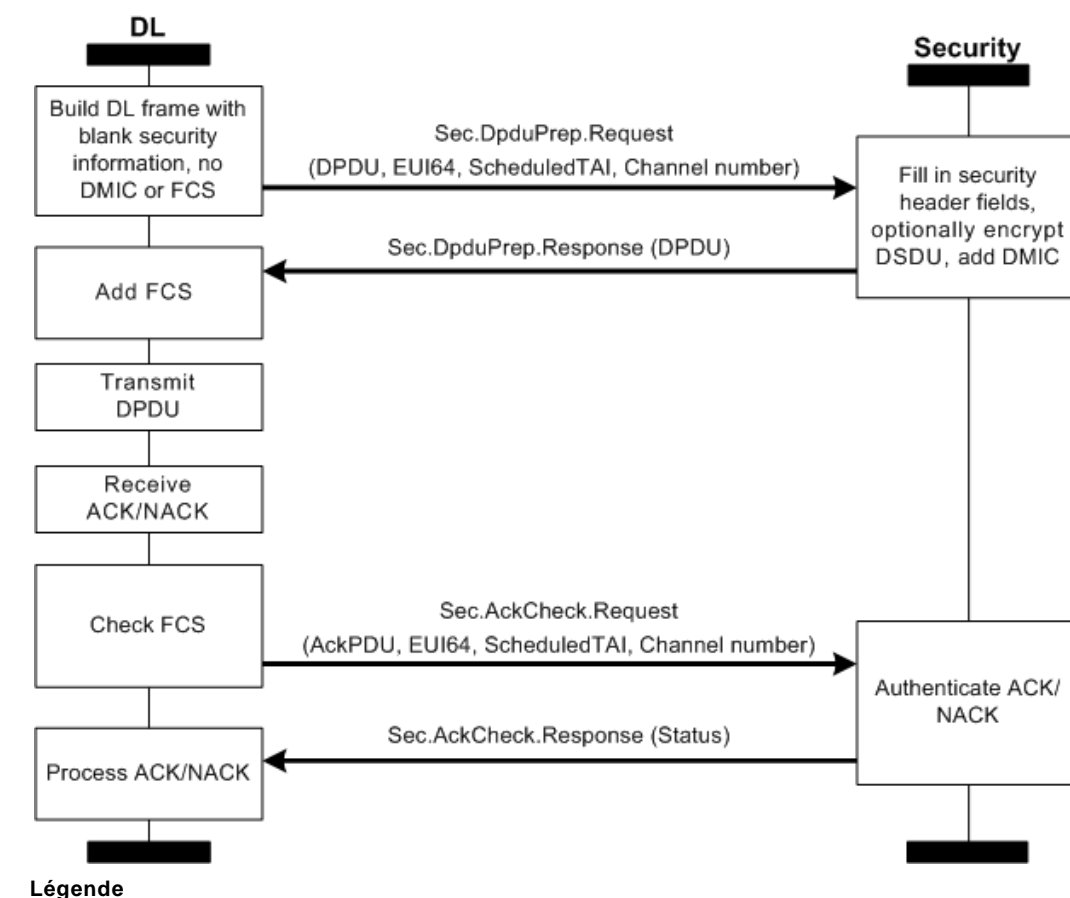 DL
Security
Build DL frame with
blank security
information, no
DMIC or FCS
Sec.DpduPrep.Request
(DPDU, EUI64, ScheduledTAI, Channel number)
Fill in security
header fields,
optionally encrypt
DSDU, add DMIC
Sec.DpduPrep.Response (DPDU)
Add FCS
Transmit
DPDU
Receive
ACK/NACK
Check FCS
Sec.AckCheck.Request
(AckPDU, EUI64, ScheduledTAI, Channel number)
Authenticate ACK/
NACK
Sec.AckCheck.Response (Status)
Process ACK/NACK
Légende